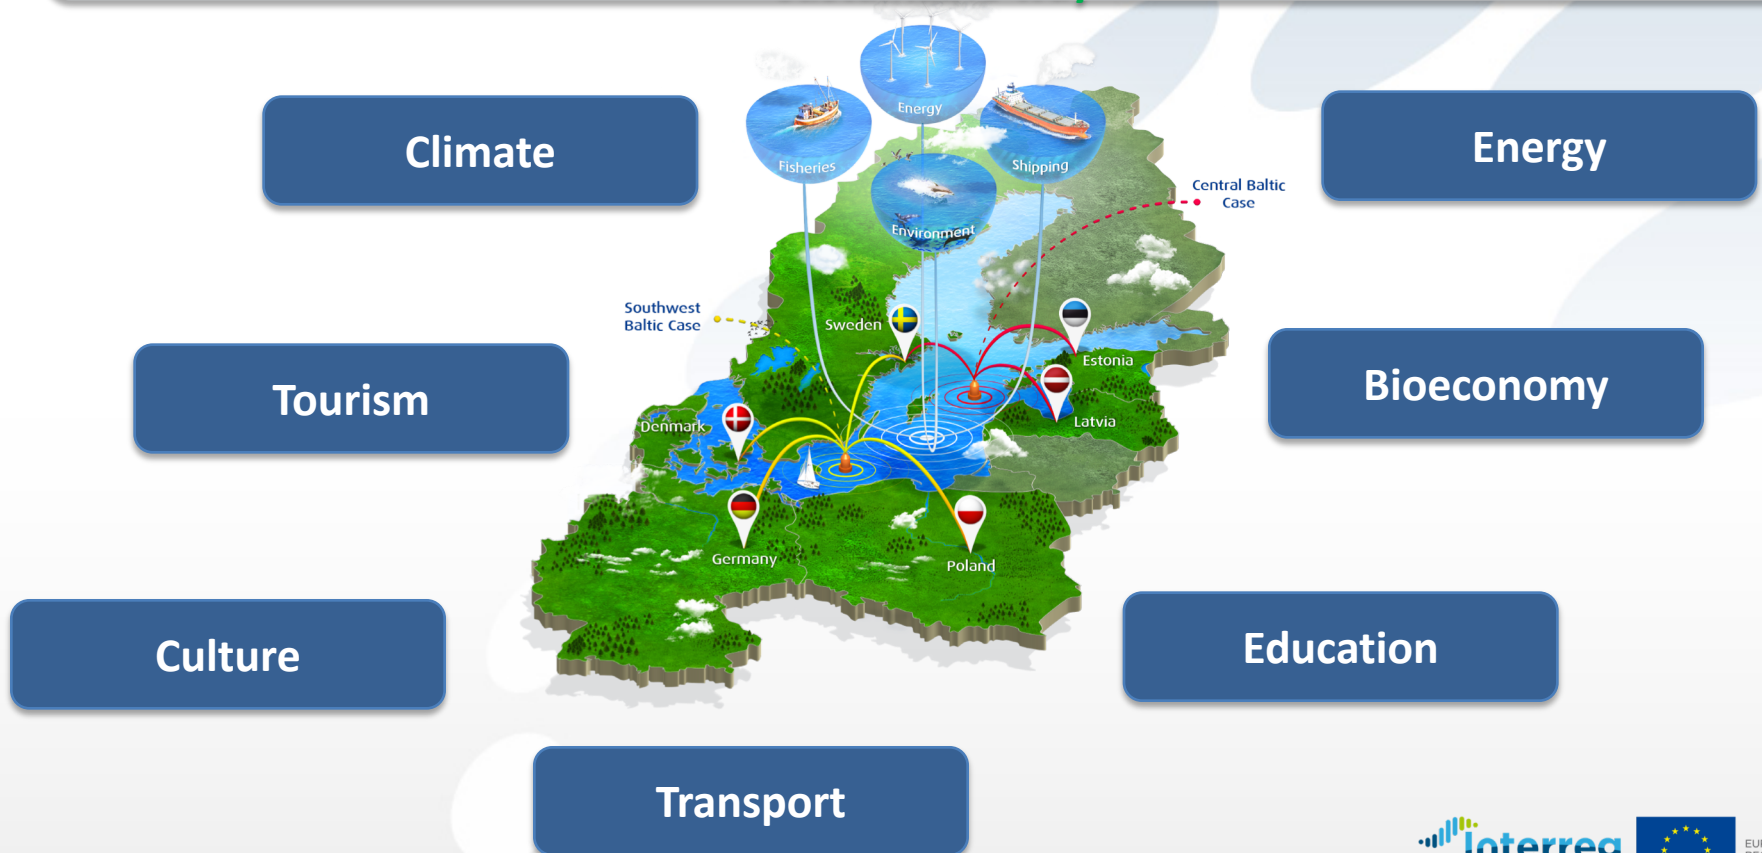 Energy
Fisheries
Shipping
Environment
Climate
Energy
Central Baltic
Case
Southwest
Baltic Case
Sweden
Estonia
Tourism
Bioeconomy
Denmark
Latvia
Germany
Poland
Culture
Education
Transport
Interreg